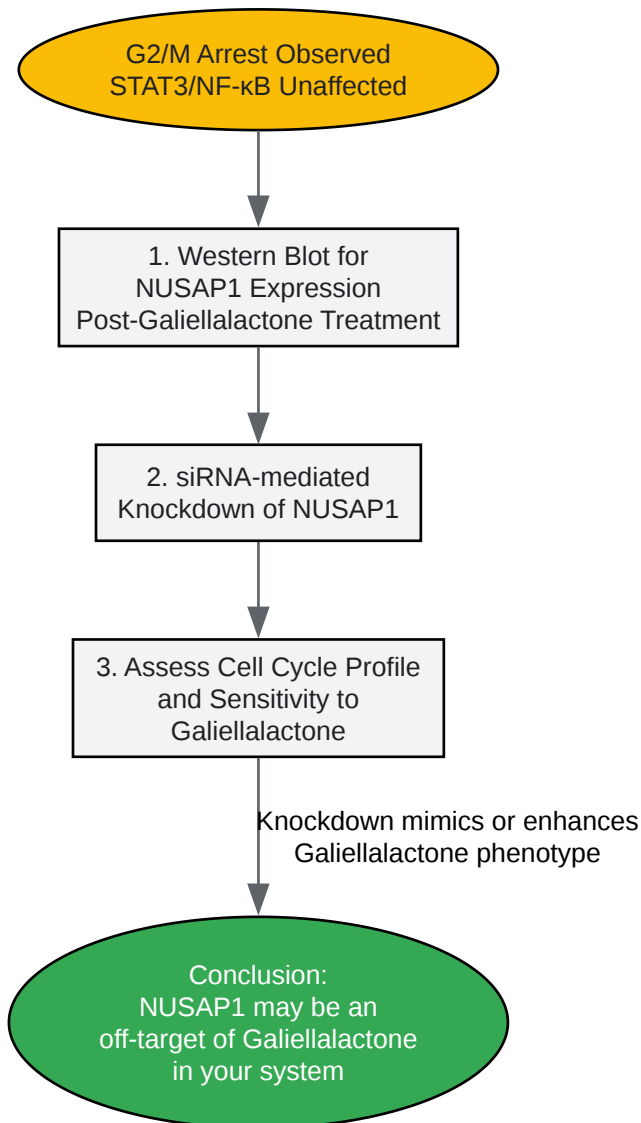 G2/M Arrest Observed
STAT3/NF-κB Unaffected
1. Western Blot for
NUSAP1 Expression
Post-Galiellalactone Treatment
2. siRNA-mediated
Knockdown of NUSAP1
3. Assess Cell Cycle Profile
and Sensitivity to
Galiellalactone
Knockdown mimics or enhances
Galiellalactone phenotype
Conclusion:
NUSAP1 may be an
off-target of Galiellalactone
in your system